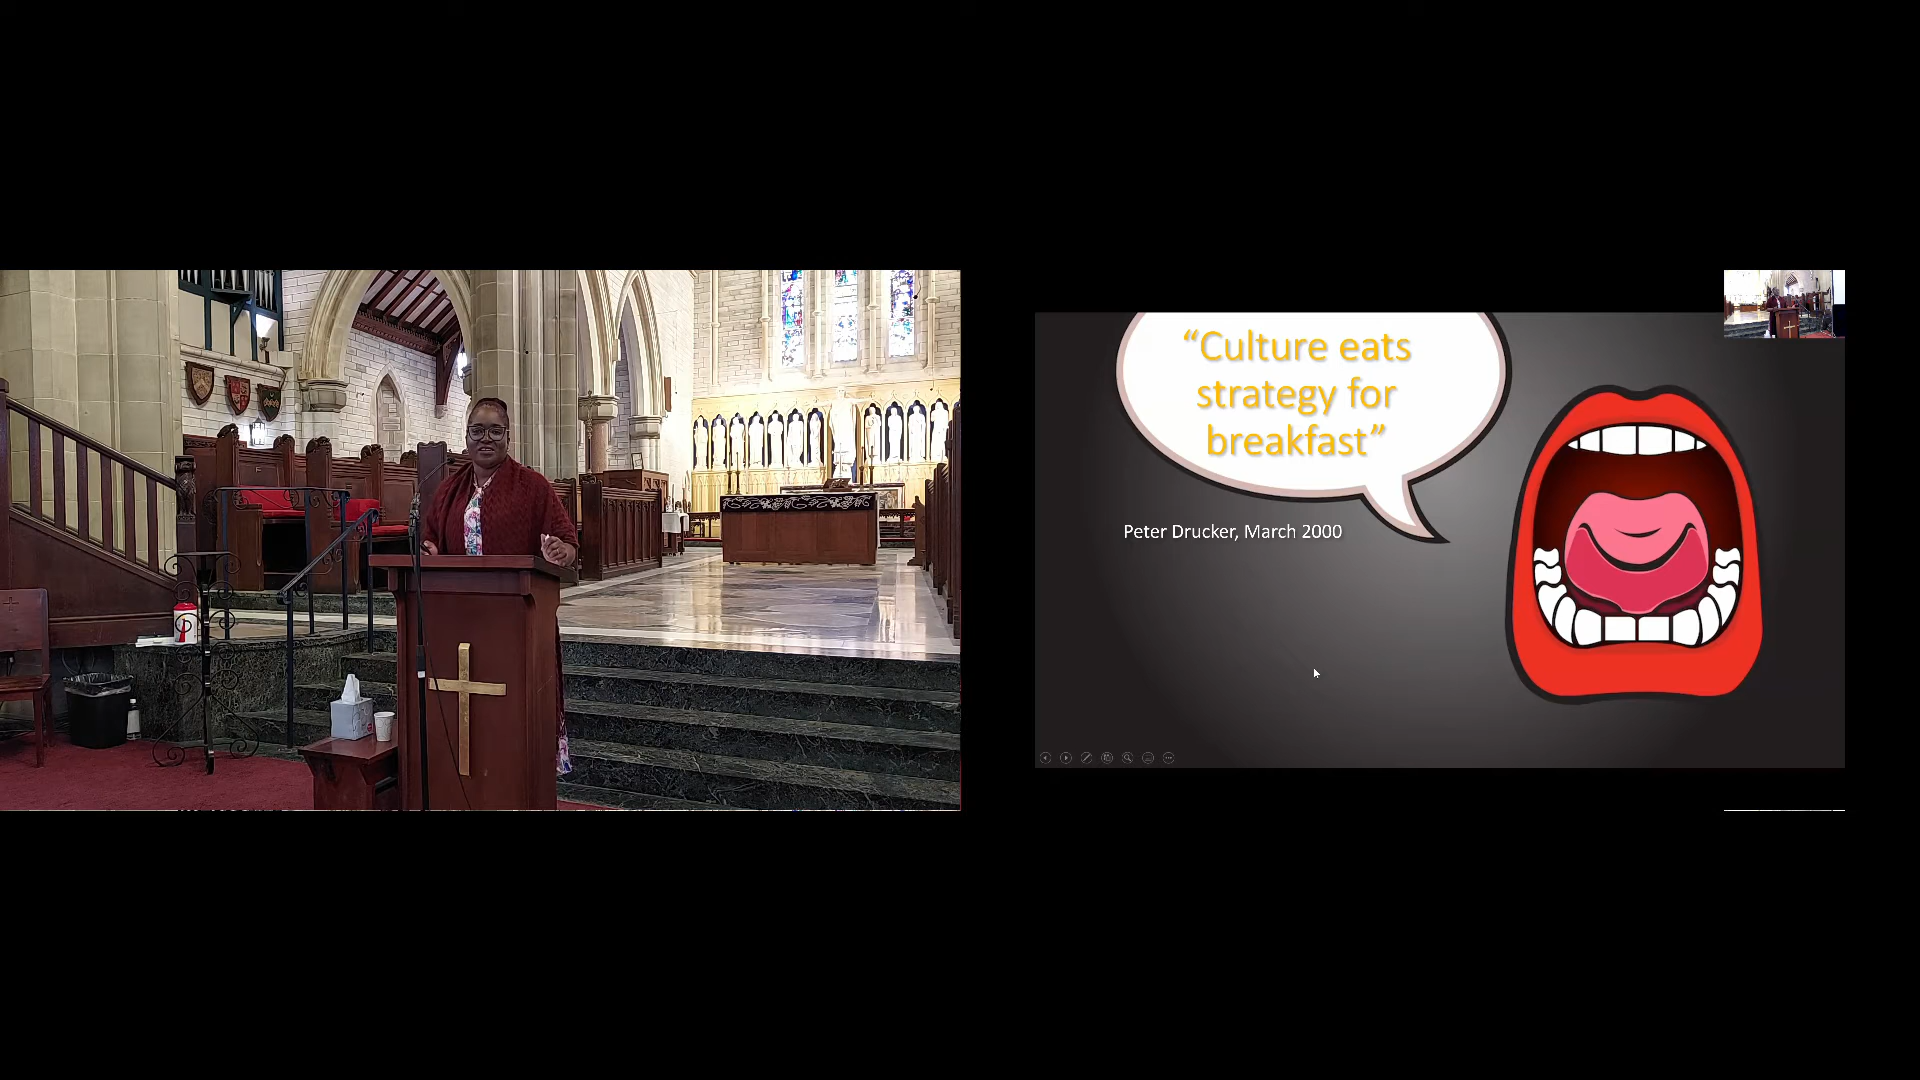 “Culture eats
strategy for
breakfast”
Peter Drucker, March 2000